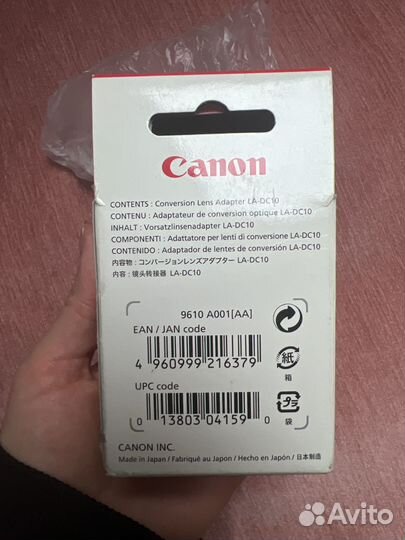 Canon
CONTENTS : Conversion Lens Adapter LA-DC10
CONTENU : Adaptateur de conversion optique LA-DC10
INHALT : Vorsatzlinsenadapter LA-DC10
COMPONENTI : Adattatore per lenti di conversione LA-DC10
CONTENIDO : Adaptador de lentes de conversión LA-DC10
内容物 : コンバージョンレンズアダプター LA-DC10
内容 : 镜头转接器 LA-DC10
9610 A001[AA]
EAN / JAN code
4 960999 216379
紙
箱
UPC code
0 13803 04159 0
プラ
袋
CANON INC.
Made in Japan / Fabriqué au Japon / Hecho en Japón / 日本制造
Avito